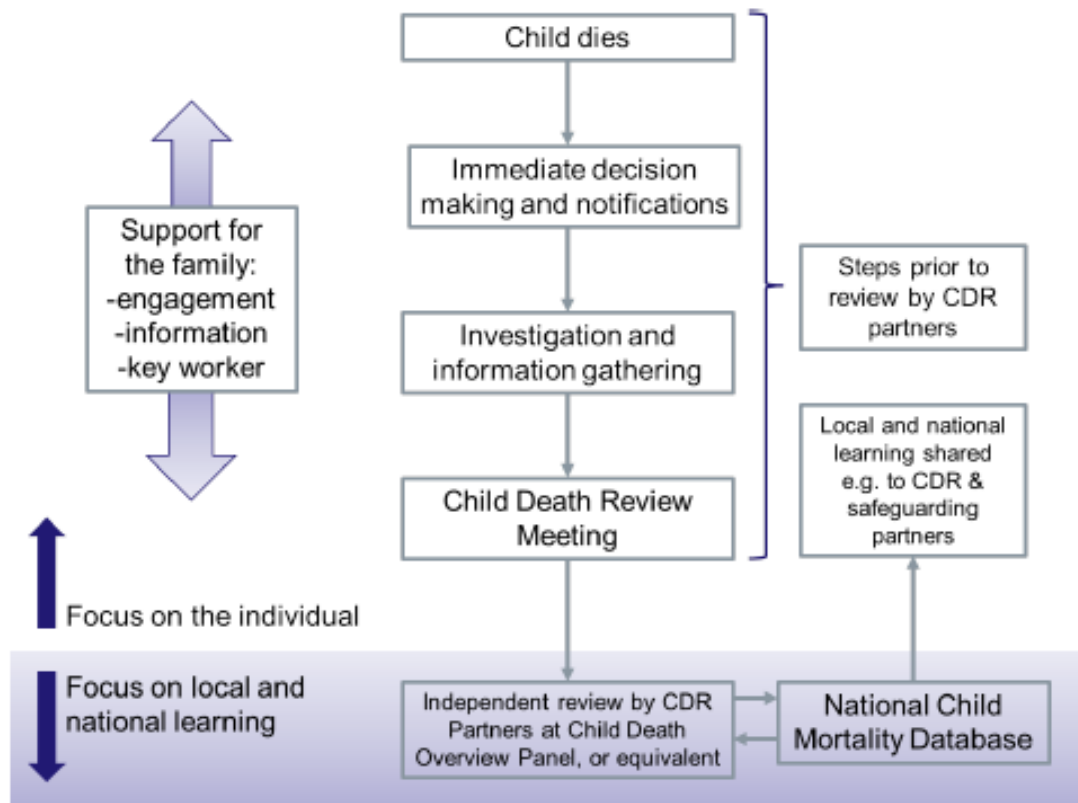 Child dies
Immediate decision
making and notifications
Support for
the family:
-engagement
-information
-key worker
Steps prior to
review by CDR
partners
Investigation and
information gathering
Local and national
learning shared
e.g. to CDR &
safeguarding
partners
Child Death Review
Meeting
Focus on the individual
Focus on local and
national learning
Independent review by CDR
Partners at Child Death
Overview Panel, or equivalent
National Child
Mortality Database